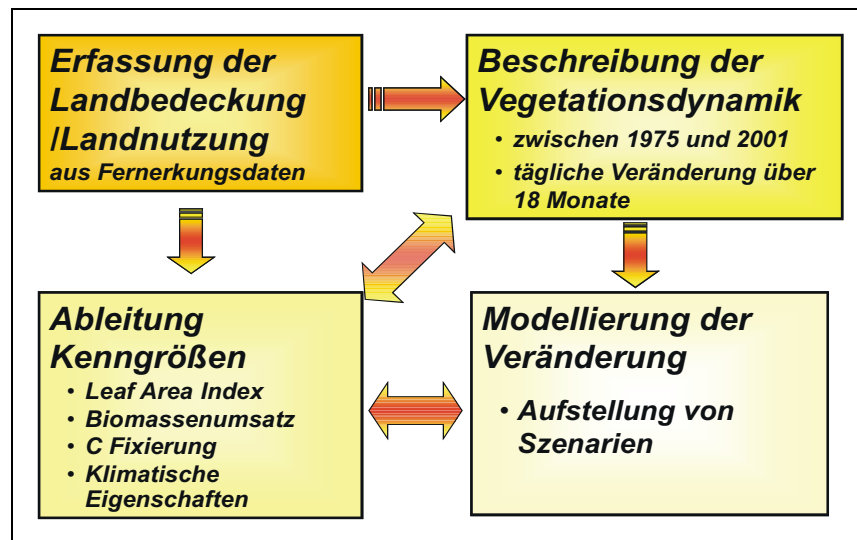 Erfassung der
Landbedeckung
/Landnutzung
aus Fernerkungsdaten
Beschreibung der
Vegetationsdynamik
• zwischen 1975 und 2001
• tägliche Veränderung über
18 Monate
Ableitung
Kenngrößen
• Leaf Area Index
• Biomassenumsatz
• C Fixierung
• Klimatische
Eigenschaften
Modellierung der
Veränderung
• Aufstellung von
Szenarien